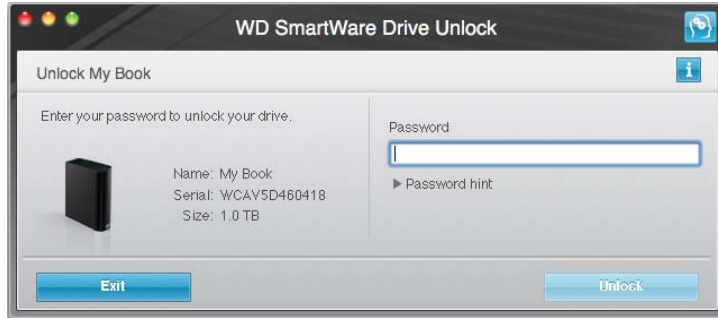 WD SmartWare Drive Unlock
Unlock My Book
i
Enter your password to unlock your drive.
Name: My Book
Serial: WCAV5D460418
Size: 1.0 TB
Password
Password hint
Exit
Unlock